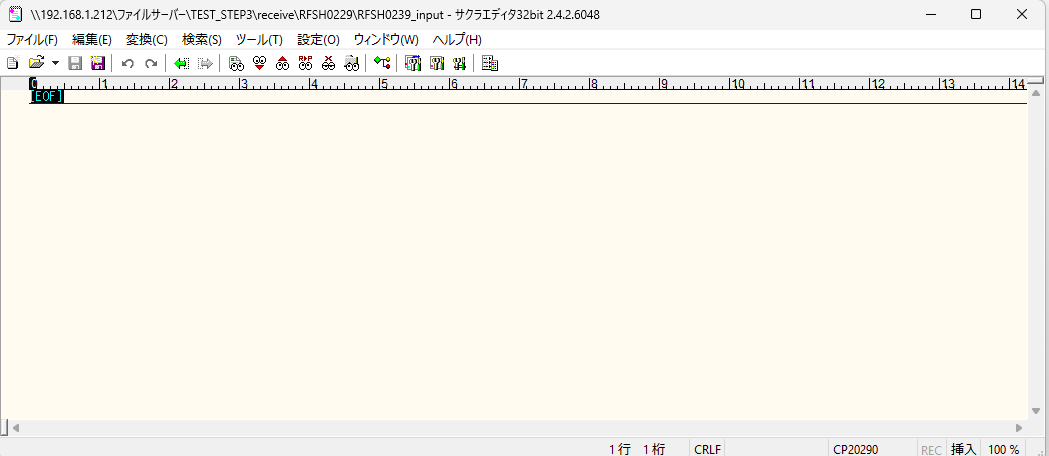 \\192.168.1.212\ファイルサーバー\TEST_STEP3\receive\RFSH0229\RFSH0239_input - サクラエディタ32bit 2.4.2.6048
ファイル(F) 編集(E) 変換(C) 検索(S) ツール(T) 設定(O) ウィンドウ(W) ヘルプ(H)
0 1 2 3 4 5 6 7 8 9 10 11 12 13 14
[EOF]
1 行 1 桁 CRLF CP20290 REC 挿入 100 %